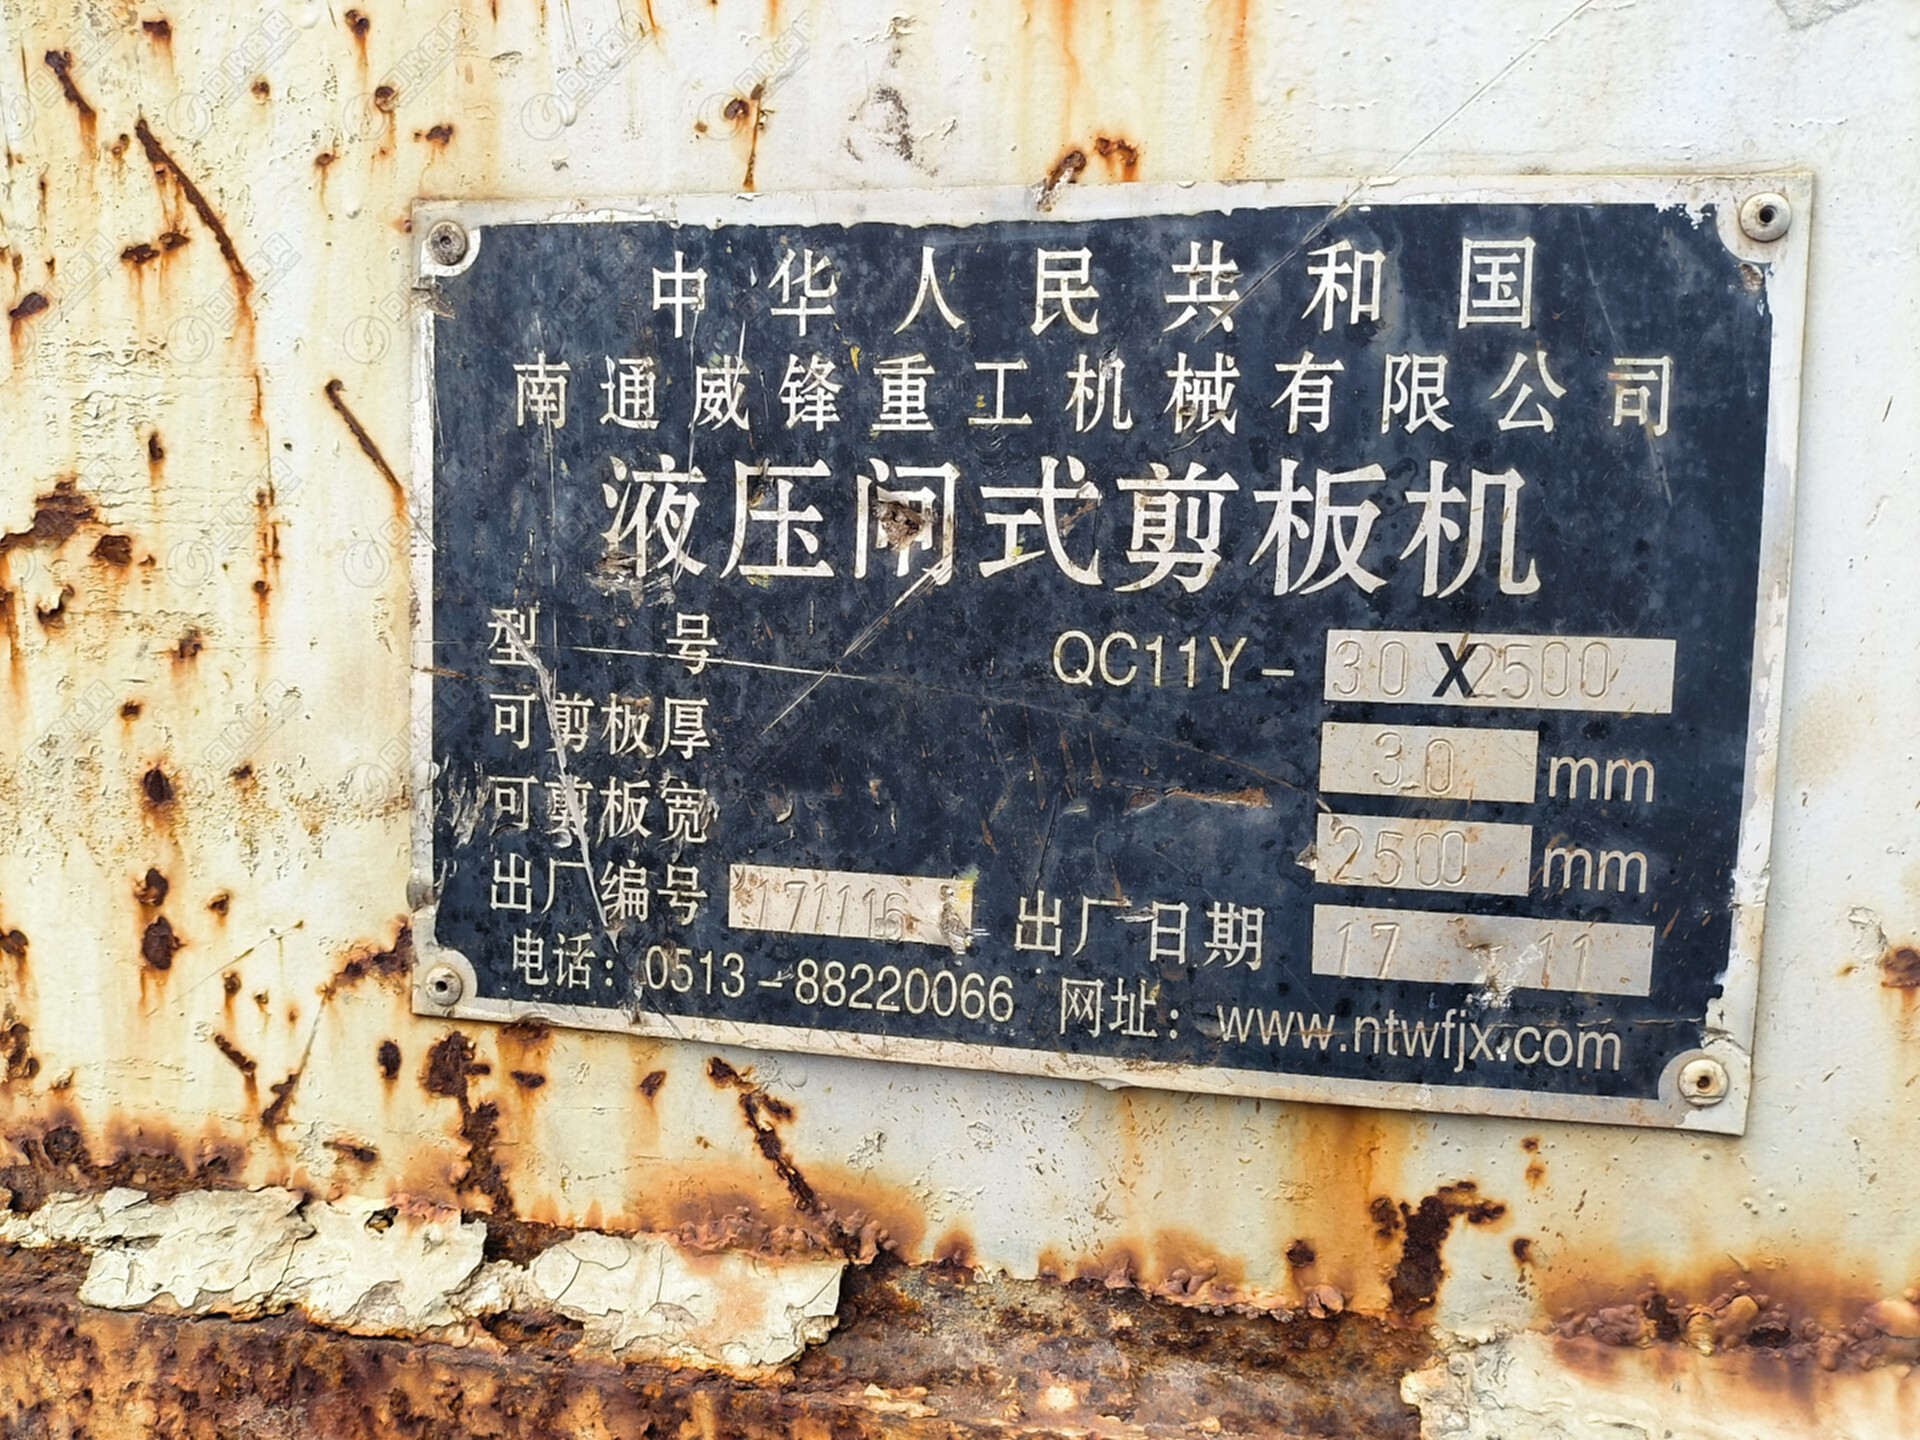 中华人民共和国
南通威锋重工机械有限公司
液压闸式剪板机
型号 QC11Y-30X2500
可剪板厚 30 mm
可剪板宽 2500 mm
出厂编号 171116 出厂日期 17-11
电话：0513-88220066 网址：www.ntwfjx.com